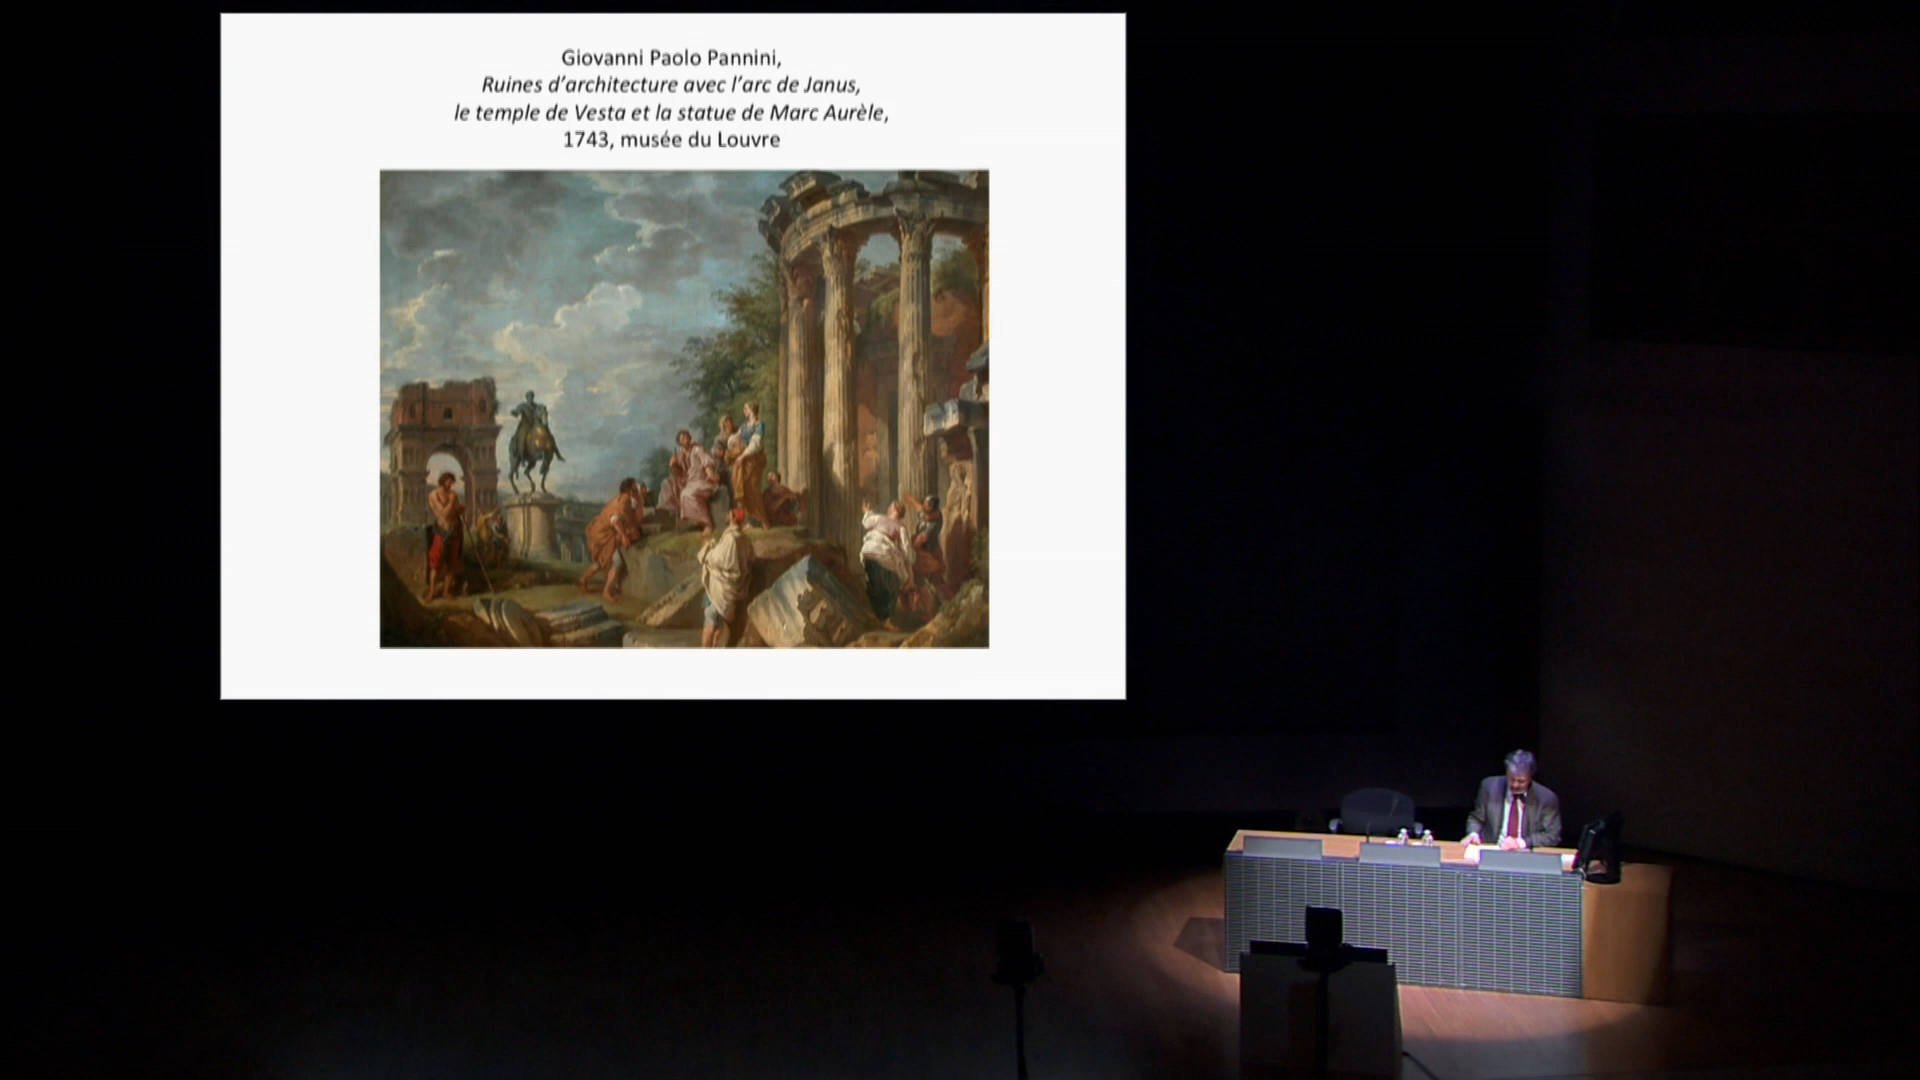 Giovanni Paolo Pannini,
Ruines d’architecture avec l’arc de Janus,
le temple de Vesta et la statue de Marc Aurèle,
1743, musée du Louvre